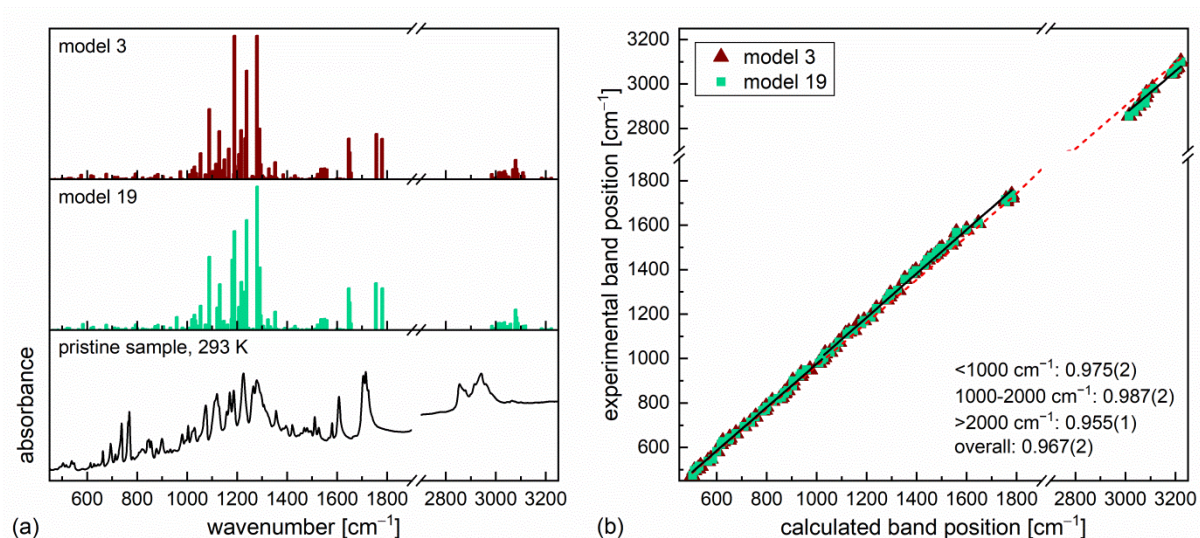 model 3
model 19
pristine sample, 293 K
absorbance
600 800 1000 1200 1400 1600 1800 2800 3000 3200
wavenumber [cm⁻¹]
(a)
3200
3000
2800
1800
1600
1400
1200
1000
800
600
experimental band position [cm⁻¹]
model 3
model 19
<1000 cm⁻¹: 0.975(2)
1000-2000 cm⁻¹: 0.987(2)
>2000 cm⁻¹: 0.955(1)
overall: 0.967(2)
600 800 1000 1200 1400 1600 1800 2800 3000 3200
calculated band position [cm⁻¹]
(b)